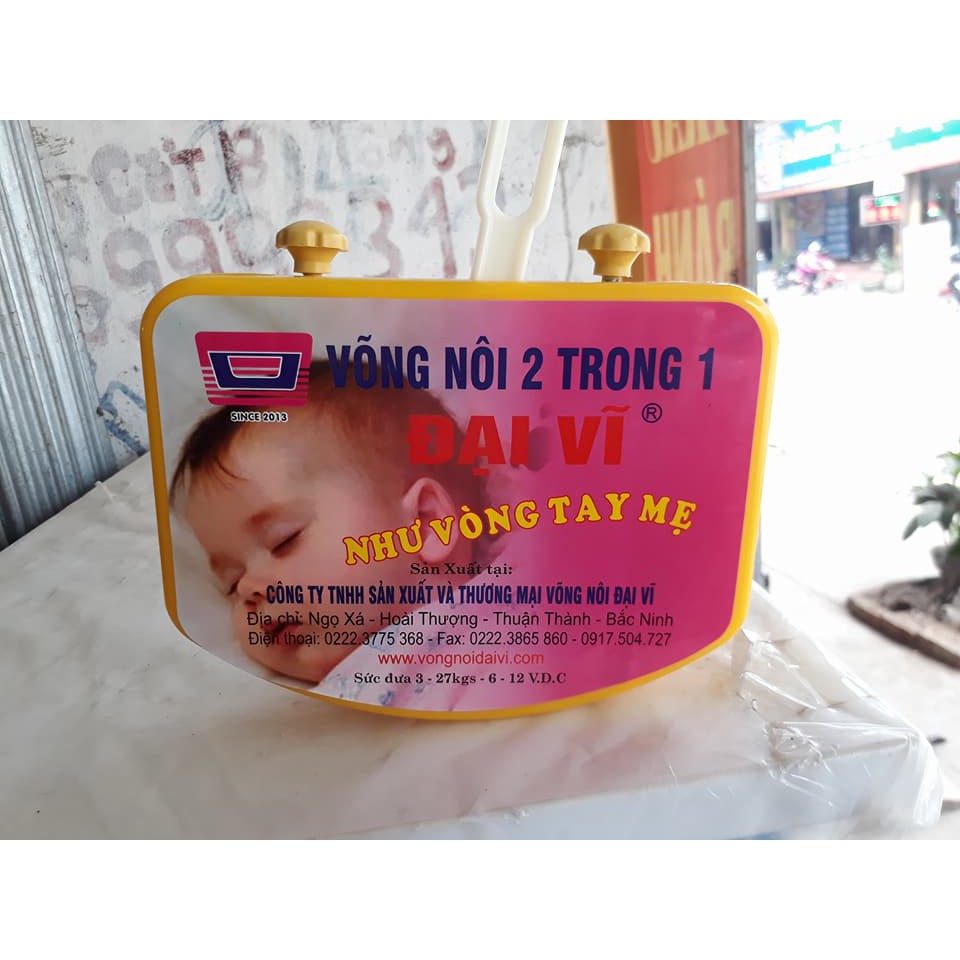 VÕNG NÔI 2 TRONG 1
SINCE 2013
ĐẠI VĨ ®
NHƯ VÒNG TAY MẸ
Sản Xuất tại:
CÔNG TY TNHH SẢN XUẤT VÀ THƯƠNG MẠI VÕNG NÔI ĐẠI VĨ
Địa chỉ: Ngọ Xá - Hoài Thượng - Thuận Thành - Bắc Ninh
Điện thoại: 0222.3775 368 - Fax: 0222.3865 860 - 0917.504.727
www.vongnoidaivi.com
Sức đưa 3 - 27kgs - 6 - 12 V.D.C